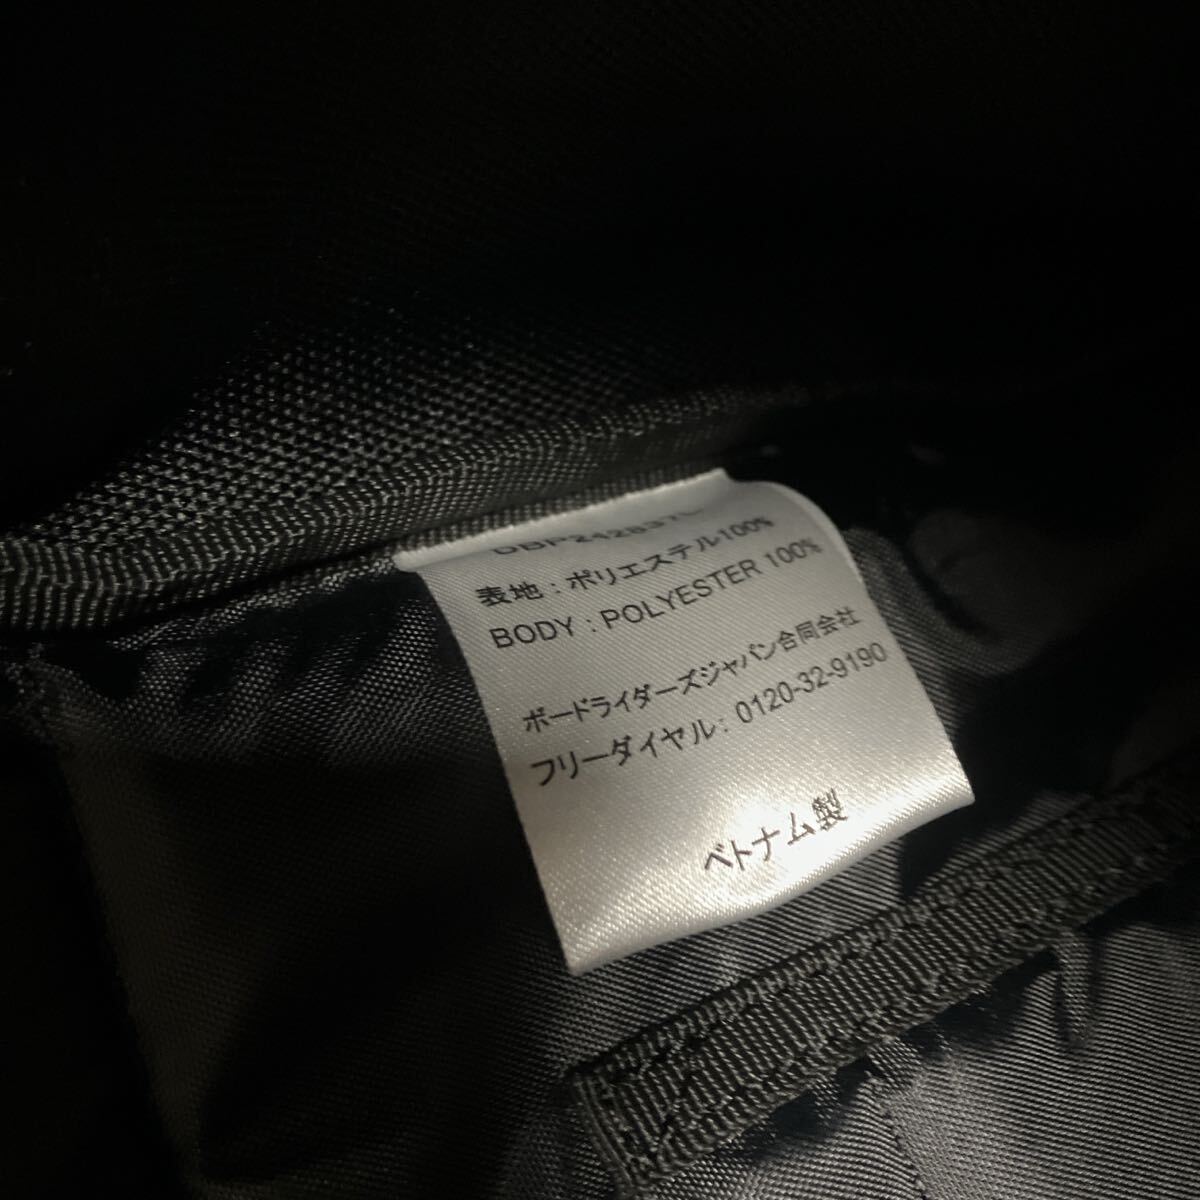 表地：ポリエステル100%
BODY : POLYESTER 100%
ボードライダーズジャパン合同会社
フリーダイヤル: 0120-32-9190
ベトナム製